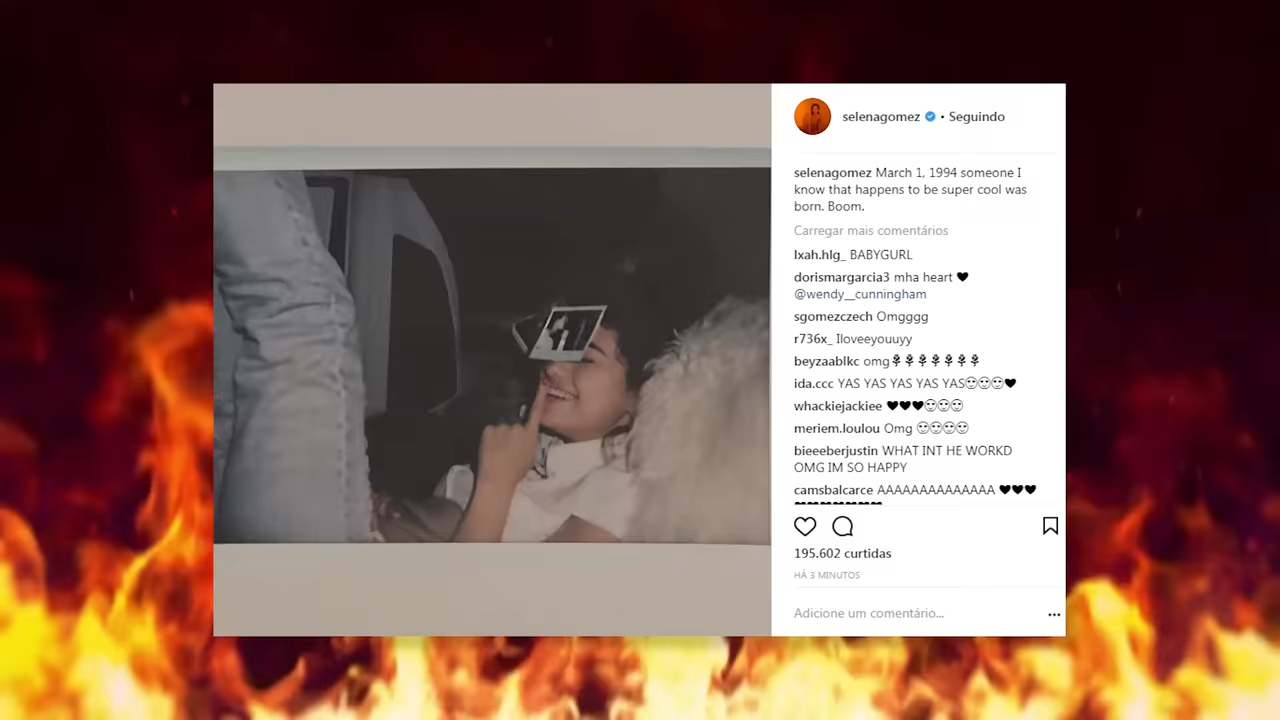 selenagomez • Seguindo
selenagomez March 1, 1994 someone I
know that happens to be super cool was
born. Boom.
Carregar mais comentários
lxah.hlg_ BABYGURL
dorismargarcia3 mha heart 🖤
@wendy__cunningham
sgomezczech Omgggg
r736x_ Iloveeyouuyy
beyzaablkc omg🌹🌹🌹🌹🌹🌹🌹
ida.ccc YAS YAS YAS YAS YAS😍😍😍🖤
whackiejackiee 🖤🖤🖤😍😍😍
meriem.loulou Omg 😍😍😍😍
bieeeberjustin WHAT INT HE WORKD
OMG IM SO HAPPY
camsbalcarce AAAAAAAAAAAAAA 🖤🖤🖤
195.602 curtidas
HÁ 3 MINUTOS
Adicione um comentário...